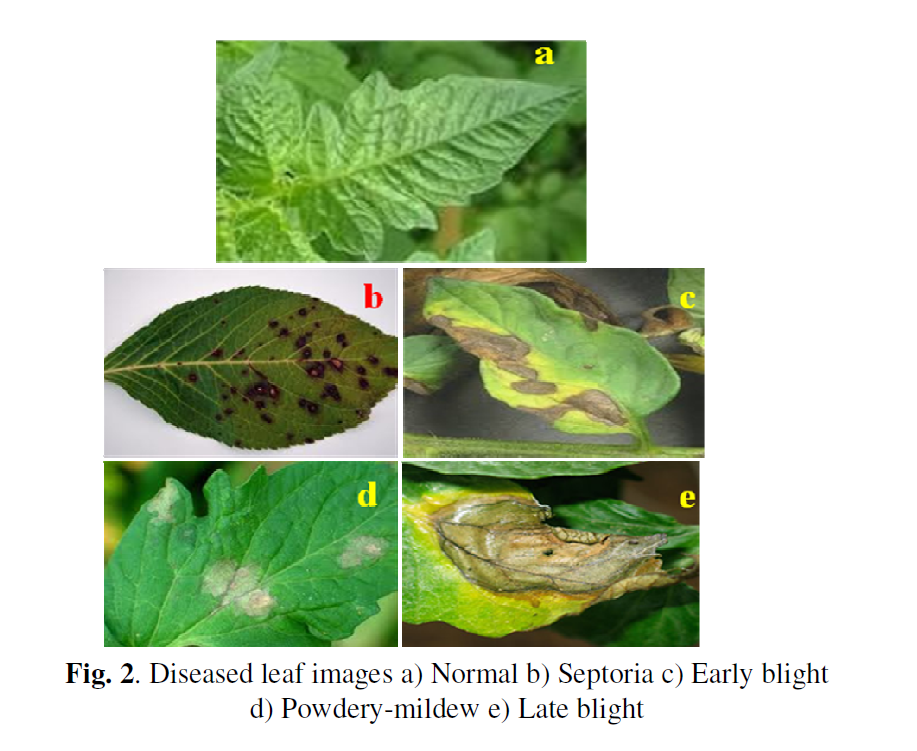 a
b
c
d
e
Fig. 2. Diseased leaf images a) Normal b) Septoria c) Early blight
d) Powdery-mildew e) Late blight